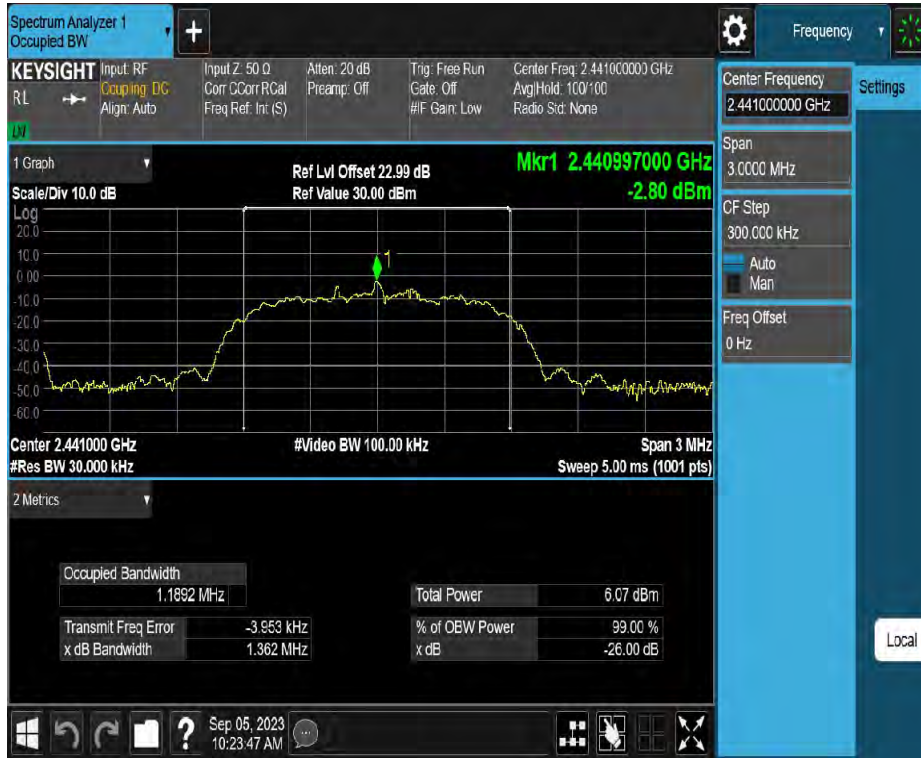 Spectrum Analyzer 1
Occupied BW
+
Frequency
KEYSIGHT
RL
LXI
Input: RF
Coupling: DC
Align: Auto
Input Z: 50 Ω
Corr CCorr RCal
Freq Ref: Int (S)
Atten: 20 dB
Preamp: Off
Trig: Free Run
Gate: Off
#IF Gain: Low
Center Freq: 2.441000000 GHz
Avg|Hold: 100/100
Radio Std: None
Center Frequency
2.441000000 GHz
Settings
Span
3.0000 MHz
CF Step
300.000 kHz
Auto
Man
Freq Offset
0 Hz
Local
1 Graph
Scale/Div 10.0 dB
Ref Lvl Offset 22.99 dB
Ref Value 30.00 dBm
Mkr1 2.440997000 GHz
-2.80 dBm
Log
20.0
10.0
0.00
-10.0
-20.0
-30.0
-40.0
-50.0
-60.0
1
Center 2.441000 GHz
#Res BW 30.000 kHz
#Video BW 100.00 kHz
Span 3 MHz
Sweep 5.00 ms (1001 pts)
2 Metrics
Occupied Bandwidth
1.1892 MHz
Transmit Freq Error -3.953 kHz
x dB Bandwidth 1.362 MHz
Total Power 6.07 dBm
% of OBW Power 99.00 %
x dB -26.00 dB
?
Sep 05, 2023
10:23:47 AM